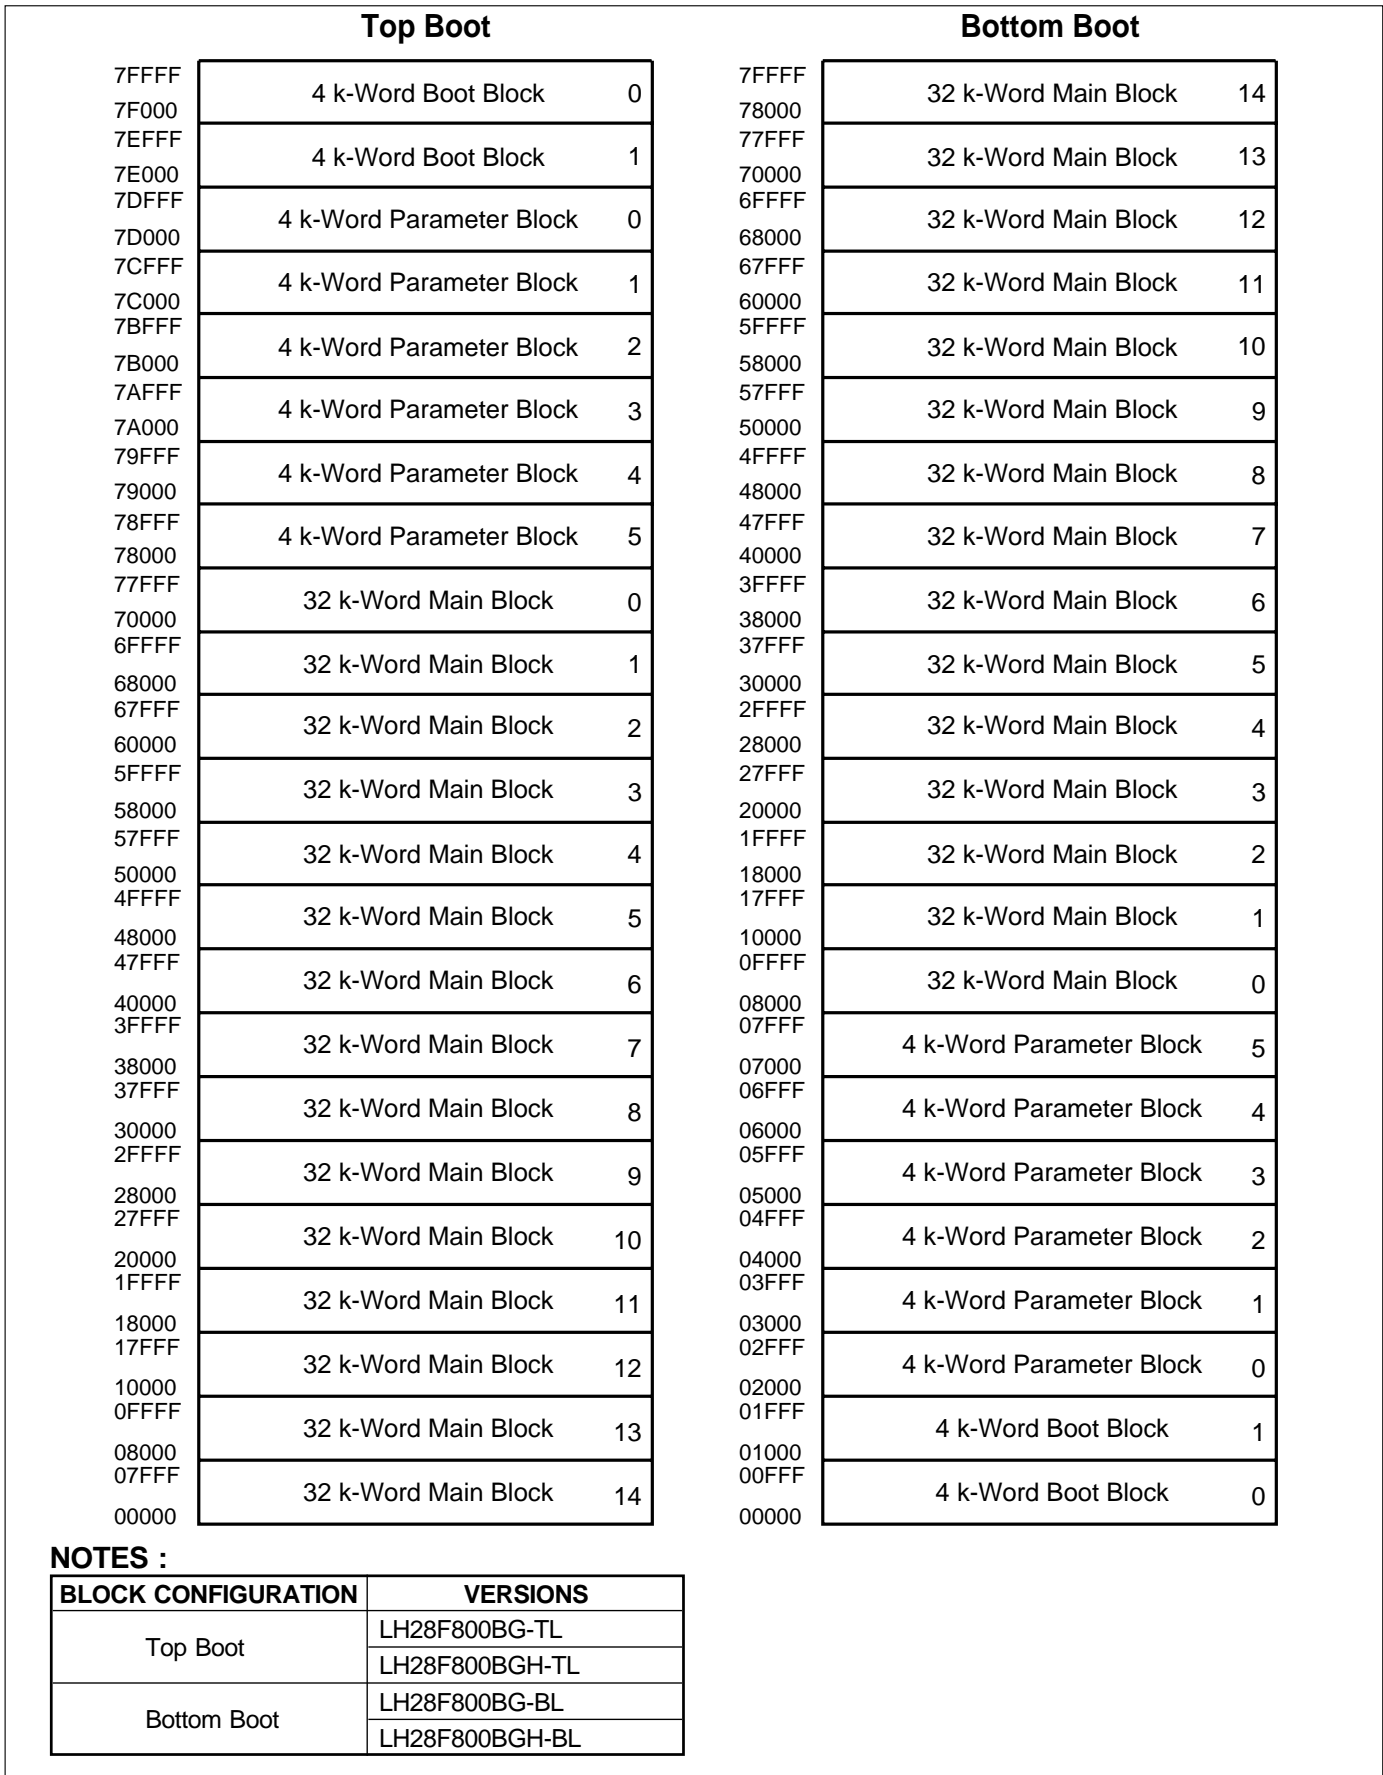 Top Boot
7FFFF
4 k-Word Boot Block 0
7F000
7EFFF
4 k-Word Boot Block 1
7E000
7DFFF
4 k-Word Parameter Block 0
7D000
7CFFF
4 k-Word Parameter Block 1
7C000
7BFFF
4 k-Word Parameter Block 2
7B000
7AFFF
4 k-Word Parameter Block 3
7A000
79FFF
4 k-Word Parameter Block 4
79000
78FFF
4 k-Word Parameter Block 5
78000
77FFF
32 k-Word Main Block 0
70000
6FFFF
32 k-Word Main Block 1
68000
67FFF
32 k-Word Main Block 2
60000
5FFFF
32 k-Word Main Block 3
58000
57FFF
32 k-Word Main Block 4
50000
4FFFF
32 k-Word Main Block 5
48000
47FFF
32 k-Word Main Block 6
40000
3FFFF
32 k-Word Main Block 7
38000
37FFF
32 k-Word Main Block 8
30000
2FFFF
32 k-Word Main Block 9
28000
27FFF
32 k-Word Main Block 10
20000
1FFFF
32 k-Word Main Block 11
18000
17FFF
32 k-Word Main Block 12
10000
0FFFF
32 k-Word Main Block 13
08000
07FFF
32 k-Word Main Block 14
00000
Bottom Boot
7FFFF
32 k-Word Main Block 14
78000
77FFF
32 k-Word Main Block 13
70000
6FFFF
32 k-Word Main Block 12
68000
67FFF
32 k-Word Main Block 11
60000
5FFFF
32 k-Word Main Block 10
58000
57FFF
32 k-Word Main Block 9
50000
4FFFF
32 k-Word Main Block 8
48000
47FFF
32 k-Word Main Block 7
40000
3FFFF
32 k-Word Main Block 6
38000
37FFF
32 k-Word Main Block 5
30000
2FFFF
32 k-Word Main Block 4
28000
27FFF
32 k-Word Main Block 3
20000
1FFFF
32 k-Word Main Block 2
18000
17FFF
32 k-Word Main Block 1
10000
0FFFF
32 k-Word Main Block 0
08000
07FFF
4 k-Word Parameter Block 5
07000
06FFF
4 k-Word Parameter Block 4
06000
05FFF
4 k-Word Parameter Block 3
05000
04FFF
4 k-Word Parameter Block 2
04000
03FFF
4 k-Word Parameter Block 1
03000
02FFF
4 k-Word Parameter Block 0
02000
01FFF
4 k-Word Boot Block 1
01000
00FFF
4 k-Word Boot Block 0
00000
NOTES :
BLOCK CONFIGURATION VERSIONS
Top Boot
LH28F800BG-TL
LH28F800BGH-TL
Bottom Boot
LH28F800BG-BL
LH28F800BGH-BL